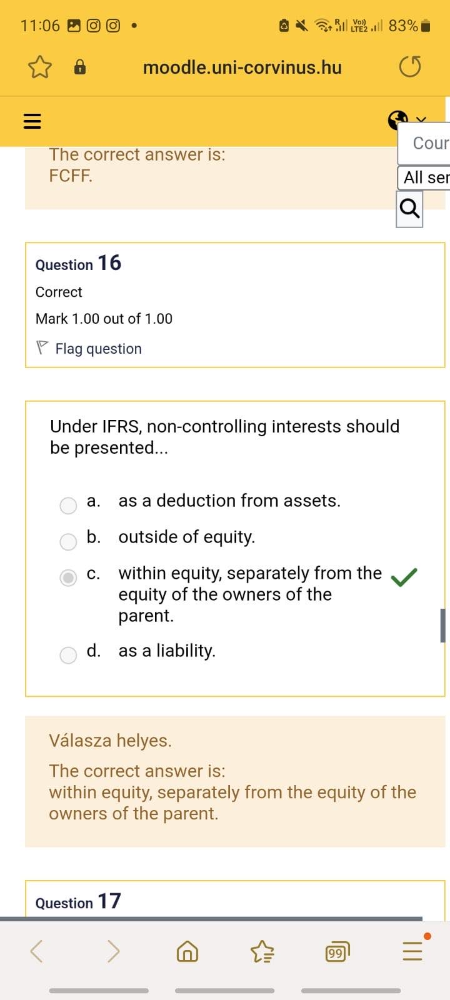 11:06
Vo)) R
LTE2
83%
moodle.uni-corvinus.hu
Cour
All ser
The correct answer is:
FCFF.
Question 16
Correct
Mark 1.00 out of 1.00
Flag question
Under IFRS, non-controlling interests should
be presented...
a. as a deduction from assets.
b. outside of equity.
c. within equity, separately from the
equity of the owners of the
parent.
d. as a liability.
Válasza helyes.
The correct answer is:
within equity, separately from the equity of the
owners of the parent.
Question 17
99